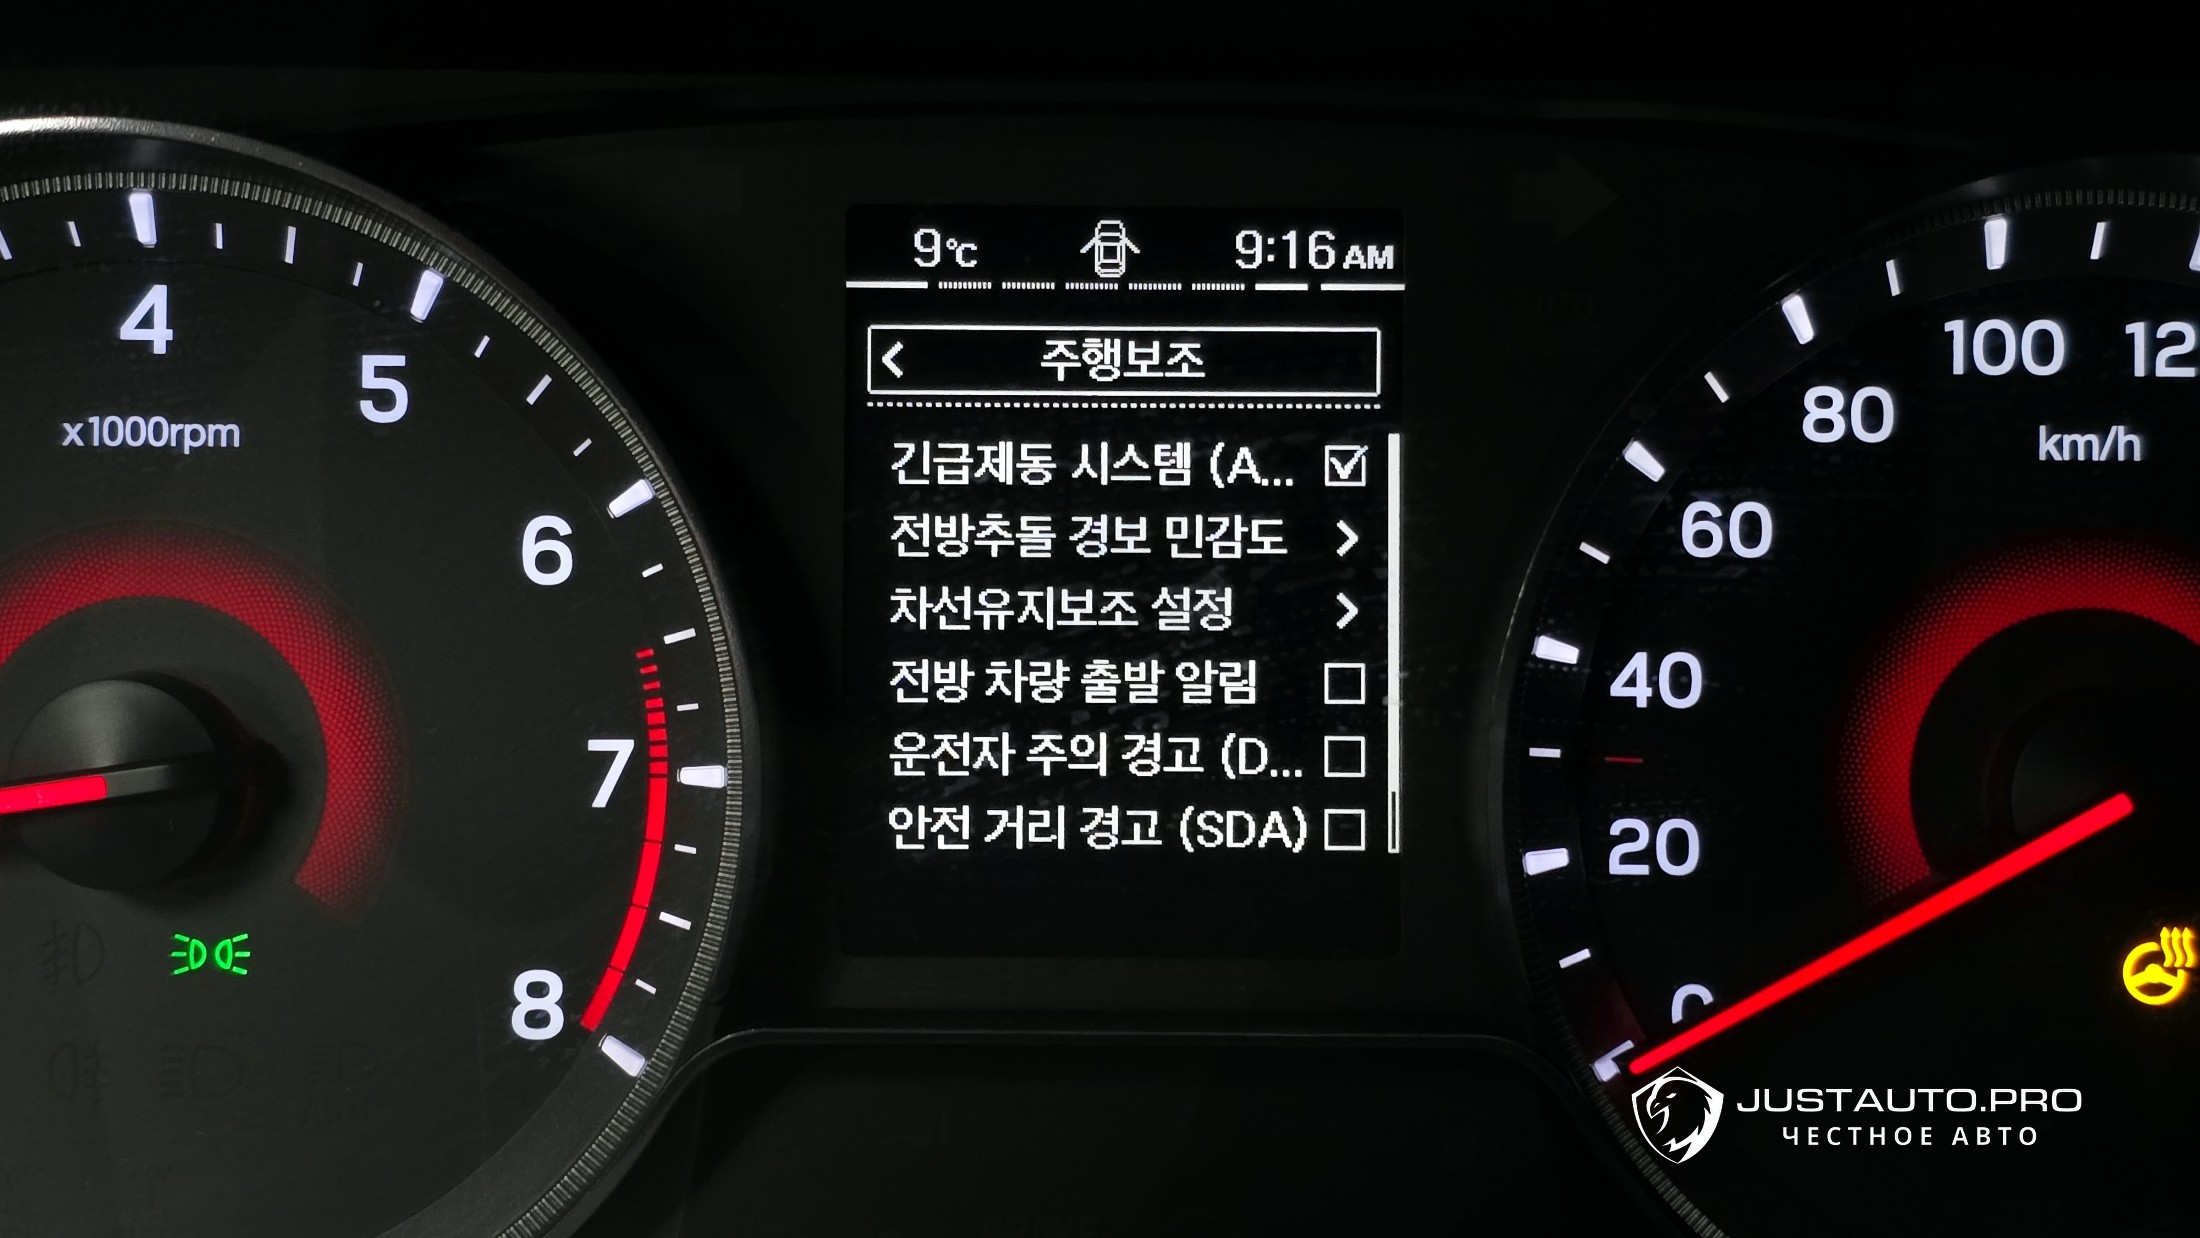 9℃ 9:16 AM
주행보조
긴급제동 시스템 (A...
전방추돌 경보 민감도
차선유지보조 설정
전방 차량 출발 알림
운전자 주의 경고 (D...
안전 거리 경고 (SDA)
4
5
x1000rpm
6
7
8
100
80
km/h
60
40
20
0
JUSTAUTO.PRO
ЧЕСТНОЕ АВТО